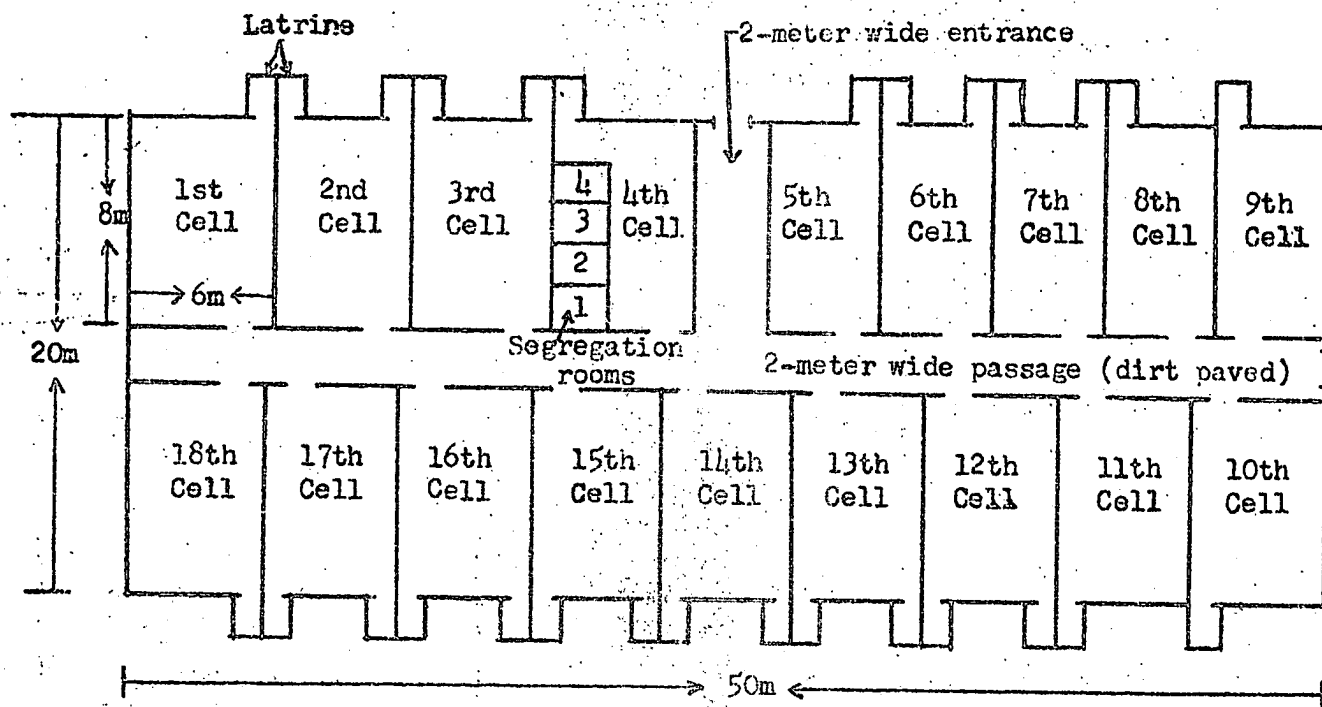 Latrine
2-meter wide entrance
1st
Cell
2nd
Cell
3rd
Cell
4
3
2
1
4th
Cell
5th
Cell
6th
Cell
7th
Cell
8th
Cell
9th
Cell
8m
6m
20m
Segregation
rooms
2-meter wide passage (dirt paved)
18th
Cell
17th
Cell
16th
Cell
15th
Cell
14th
Cell
13th
Cell
12th
Cell
11th
Cell
10th
Cell
50m